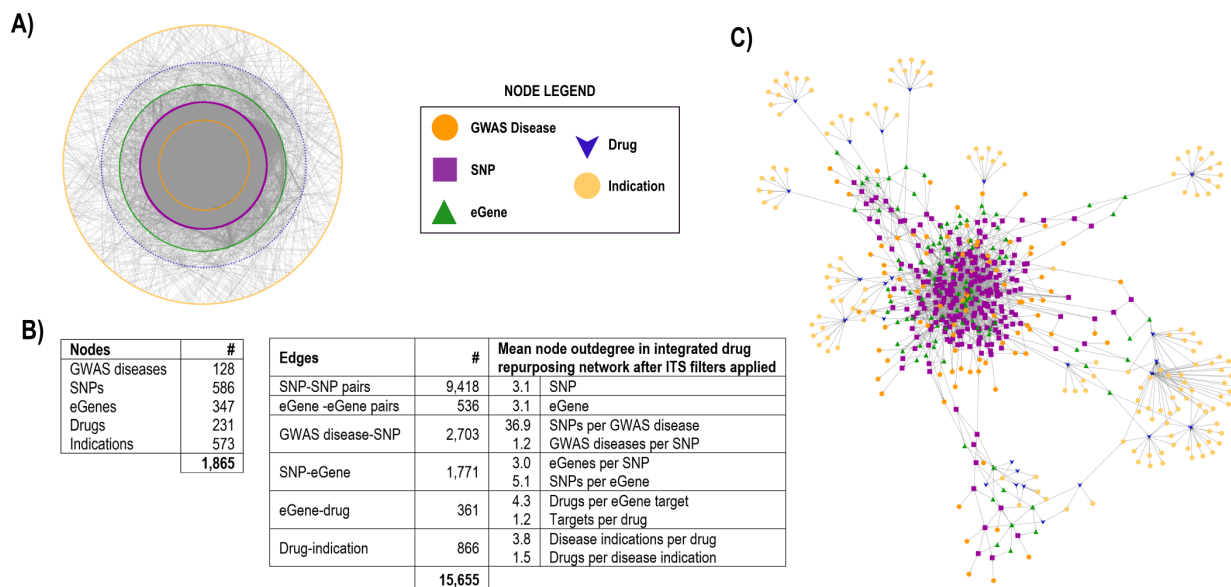 A)
NODE LEGEND
GWAS Disease
SNP
eGene
Drug
Indication
C)
B)
Nodes #
GWAS diseases 128
SNPs 586
eGenes 347
Drugs 231
Indications 573
1,865
Edges # Mean node outdegree in integrated drug
repurposing network after ITS filters applied
SNP-SNP pairs 9,418 3.1 SNP
eGene -eGene pairs 536 3.1 eGene
GWAS disease-SNP 2,703 36.9 SNPs per GWAS disease
1.2 GWAS diseases per SNP
SNP-eGene 1,771 3.0 eGenes per SNP
5.1 SNPs per eGene
eGene-drug 361 4.3 Drugs per eGene target
1.2 Targets per drug
Drug-indication 866 3.8 Disease indications per drug
1.5 Drugs per disease indication
15,655